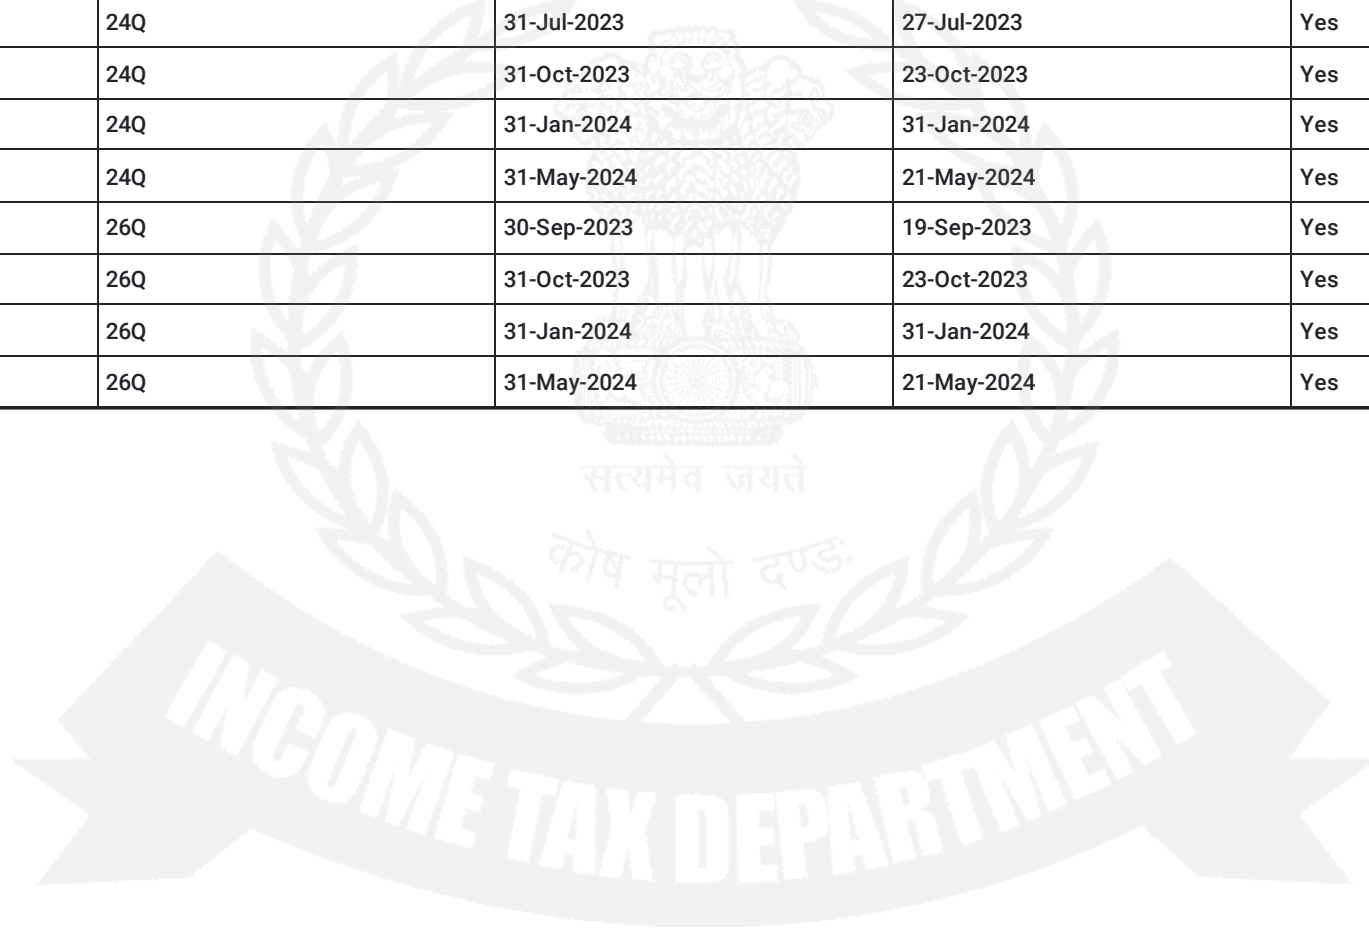 24Q 31-Jul-2023 27-Jul-2023 Yes
24Q 31-Oct-2023 23-Oct-2023 Yes
24Q 31-Jan-2024 31-Jan-2024 Yes
24Q 31-May-2024 21-May-2024 Yes
26Q 30-Sep-2023 19-Sep-2023 Yes
26Q 31-Oct-2023 23-Oct-2023 Yes
26Q 31-Jan-2024 31-Jan-2024 Yes
26Q 31-May-2024 21-May-2024 Yes
सत्यमेव जयते
कोष मूलो दण्डः
INCOME TAX DEPARTMENT